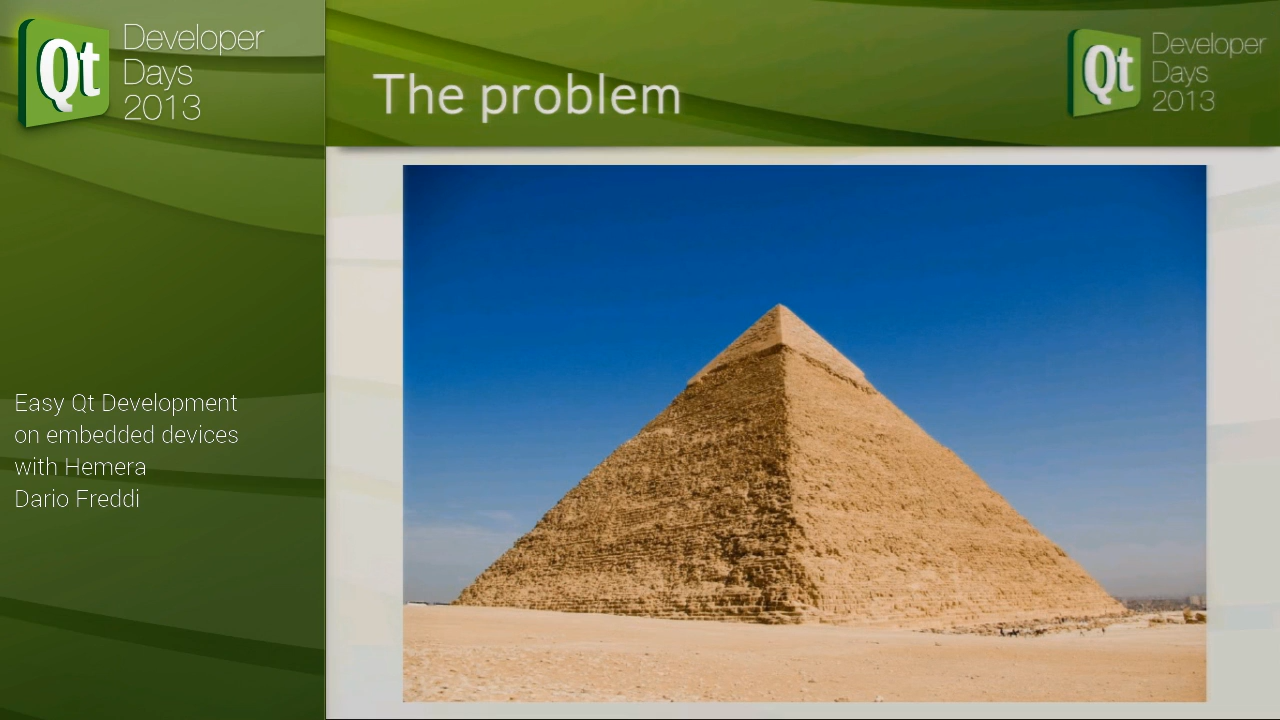 Qt Developer
Days
2013
The problem
Qt Developer
Days
2013
Easy Qt Development
on embedded devices
with Hemera
Dario Freddi